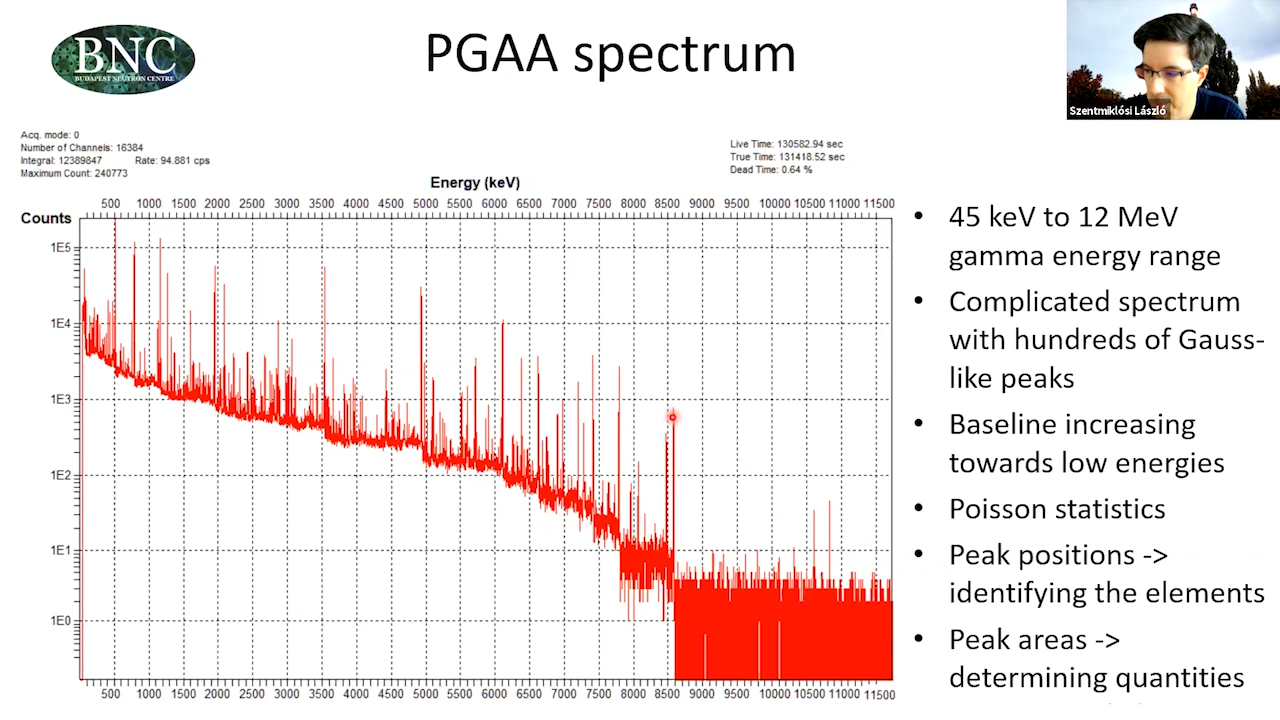 BNC
BUDAPEST NEUTRON CENTRE
PGAA spectrum
Szentmiklósi László
Acq. mode: 0
Number of Channels: 16384
Integral: 12389847 Rate: 94.881 cps
Maximum Count: 240773
Live Time: 130582.94 sec
True Time: 131418.52 sec
Dead Time: 0.64 %
Energy (keV)
500 1000 1500 2000 2500 3000 3500 4000 4500 5000 5500 6000 6500 7000 7500 8000 8500 9000 9500 10000 10500 11000 11500
Counts
1E5
1E4
1E3
1E2
1E1
1E0
500 1000 1500 2000 2500 3000 3500 4000 4500 5000 5500 6000 6500 7000 7500 8000 8500 9000 9500 10000 10500 11000 11500
• 45 keV to 12 MeV
gamma energy range
• Complicated spectrum
with hundreds of Gauss-
like peaks
• Baseline increasing
towards low energies
• Poisson statistics
• Peak positions ->
identifying the elements
• Peak areas ->
determining quantities